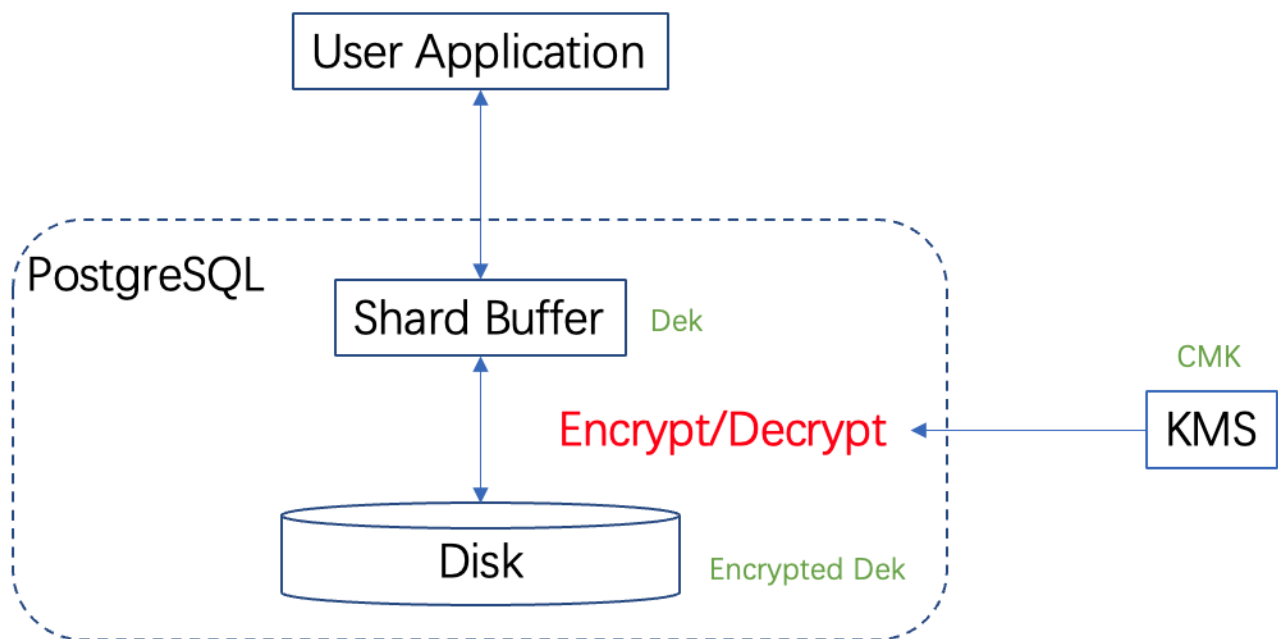 User Application
PostgreSQL
Shard Buffer
Dek
CMK
Encrypt/Decrypt
KMS
Disk
Encrypted Dek